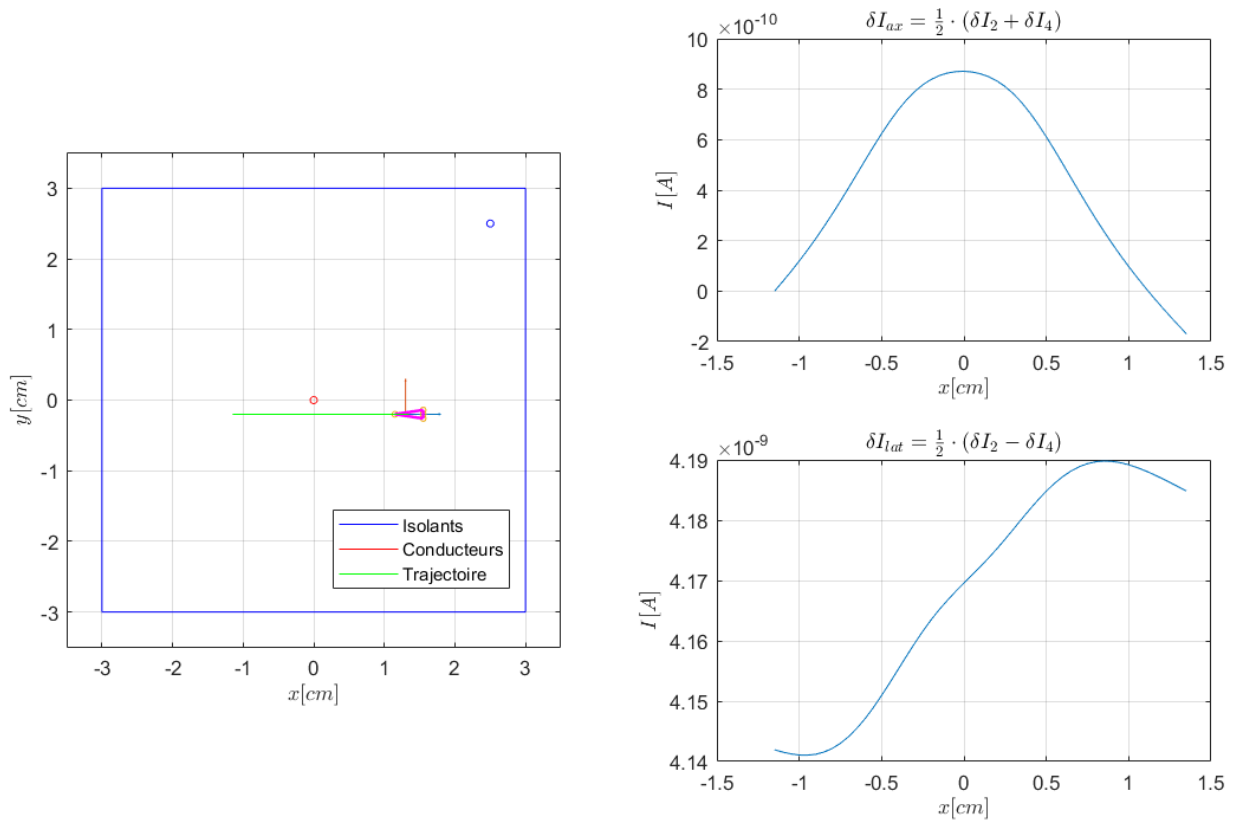 3
2
1
0
-1
-2
-3
y[cm]
-3 -2 -1 0 1 2 3
x[cm]
Isolants
Conducteurs
Trajectoire
×10-10
δI_ax = 1/2 · (δI_2 + δI_4)
10
8
6
4
2
0
-2
I[A]
-1.5 -1 -0.5 0 0.5 1 1.5
x[cm]
×10-9
δI_lat = 1/2 · (δI_2 − δI_4)
4.19
4.18
4.17
4.16
4.15
4.14
I[A]
-1.5 -1 -0.5 0 0.5 1 1.5
x[cm]